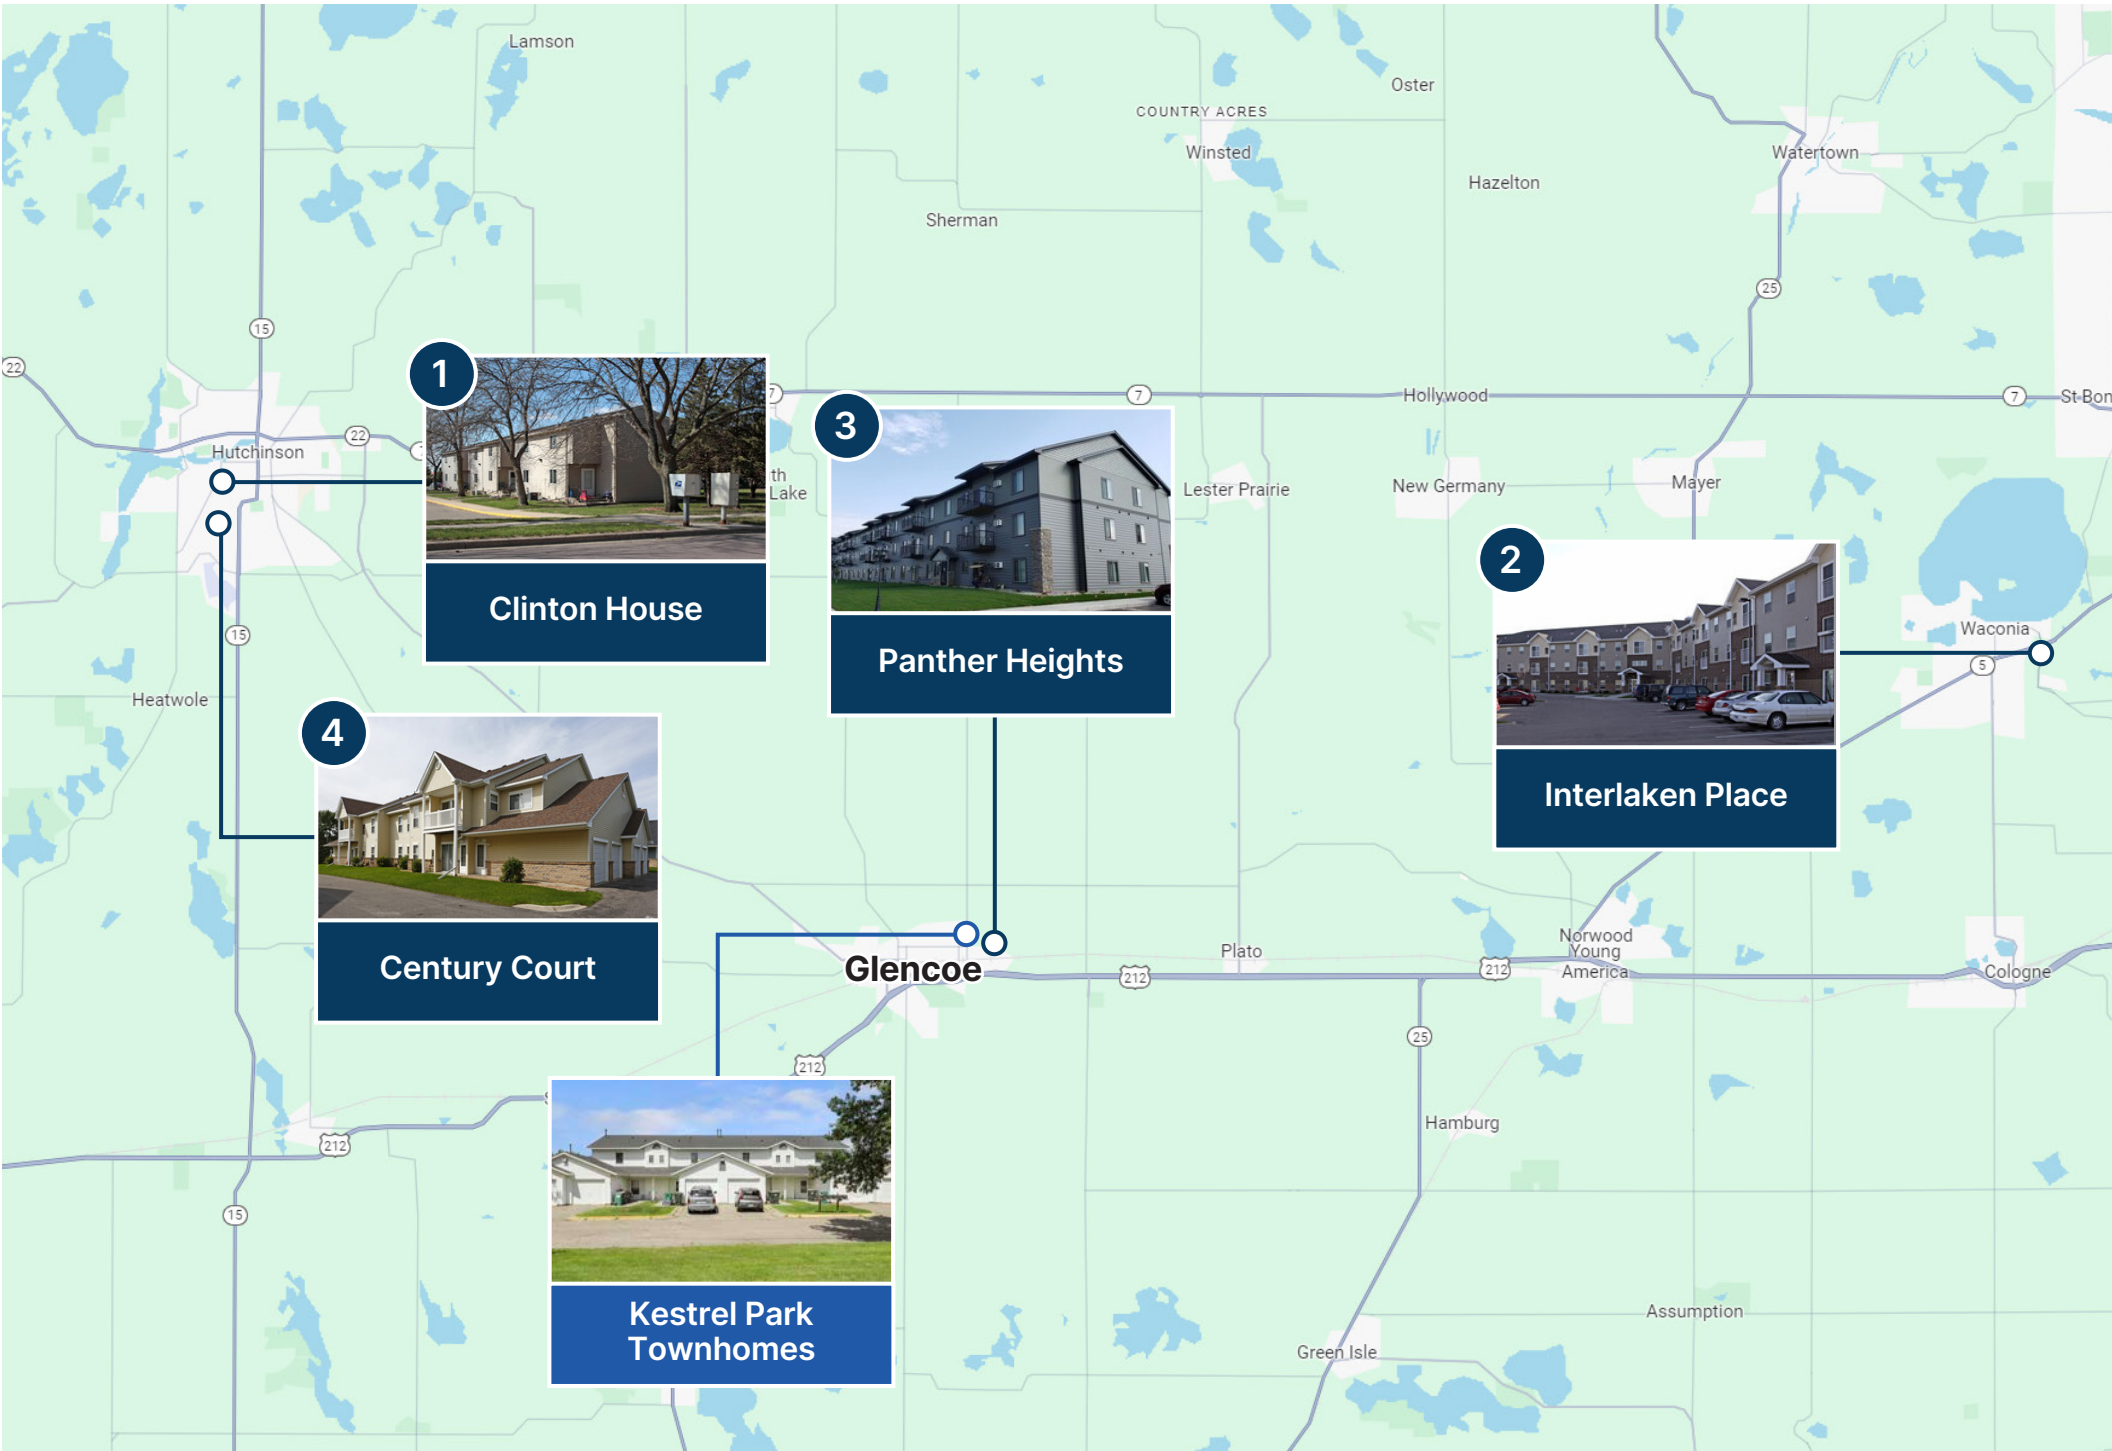 Lamson
Oster
COUNTRY ACRES
Winsted
Watertown
Hazelton
Sherman
25
15
22
1
7
7
Hollywood
7
St Bon
3
22
7
Hutchinson
th
Lake
Lester Prairie
New Germany
Mayer
2
Clinton House
15
Waconia
5
Panther Heights
Heatwole
4
Interlaken Place
Norwood
Young
America
Plato
Glencoe
212
212
Cologne
Century Court
25
212
S
Hamburg
212
15
Kestrel Park
Townhomes
Assumption
Green Isle